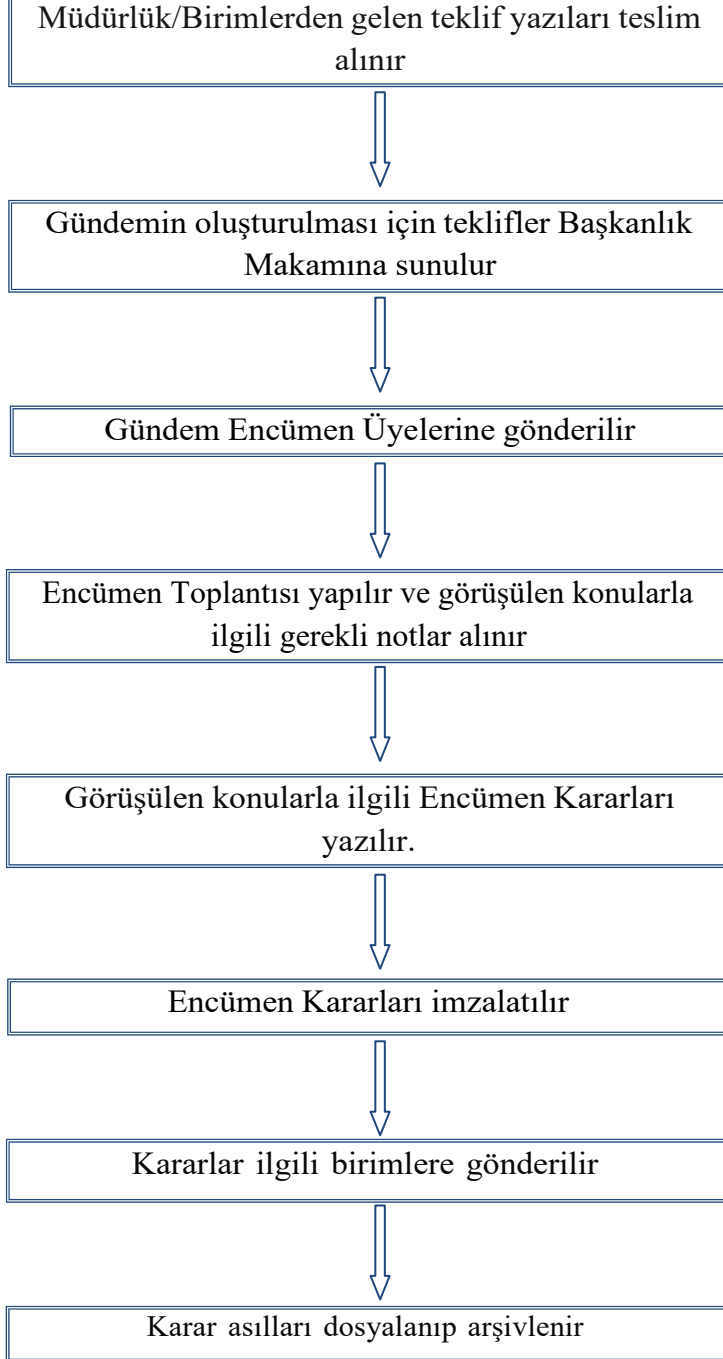 Müdürlük/Birimlerden gelen teklif yazıları teslim
alınır
Gündemin oluşturulması için teklifler Başkanlık
Makamına sunulur
Gündem Encümen Üyelerine gönderilir
Encümen Toplantısı yapılır ve görüşülen konularla
ilgili gerekli notlar alınır
Görüşülen konularla ilgili Encümen Kararları
yazılır.
Encümen Kararları imzalatılır
Kararlar ilgili birimlere gönderilir
Karar asılları dosyalanıp arşivlenir